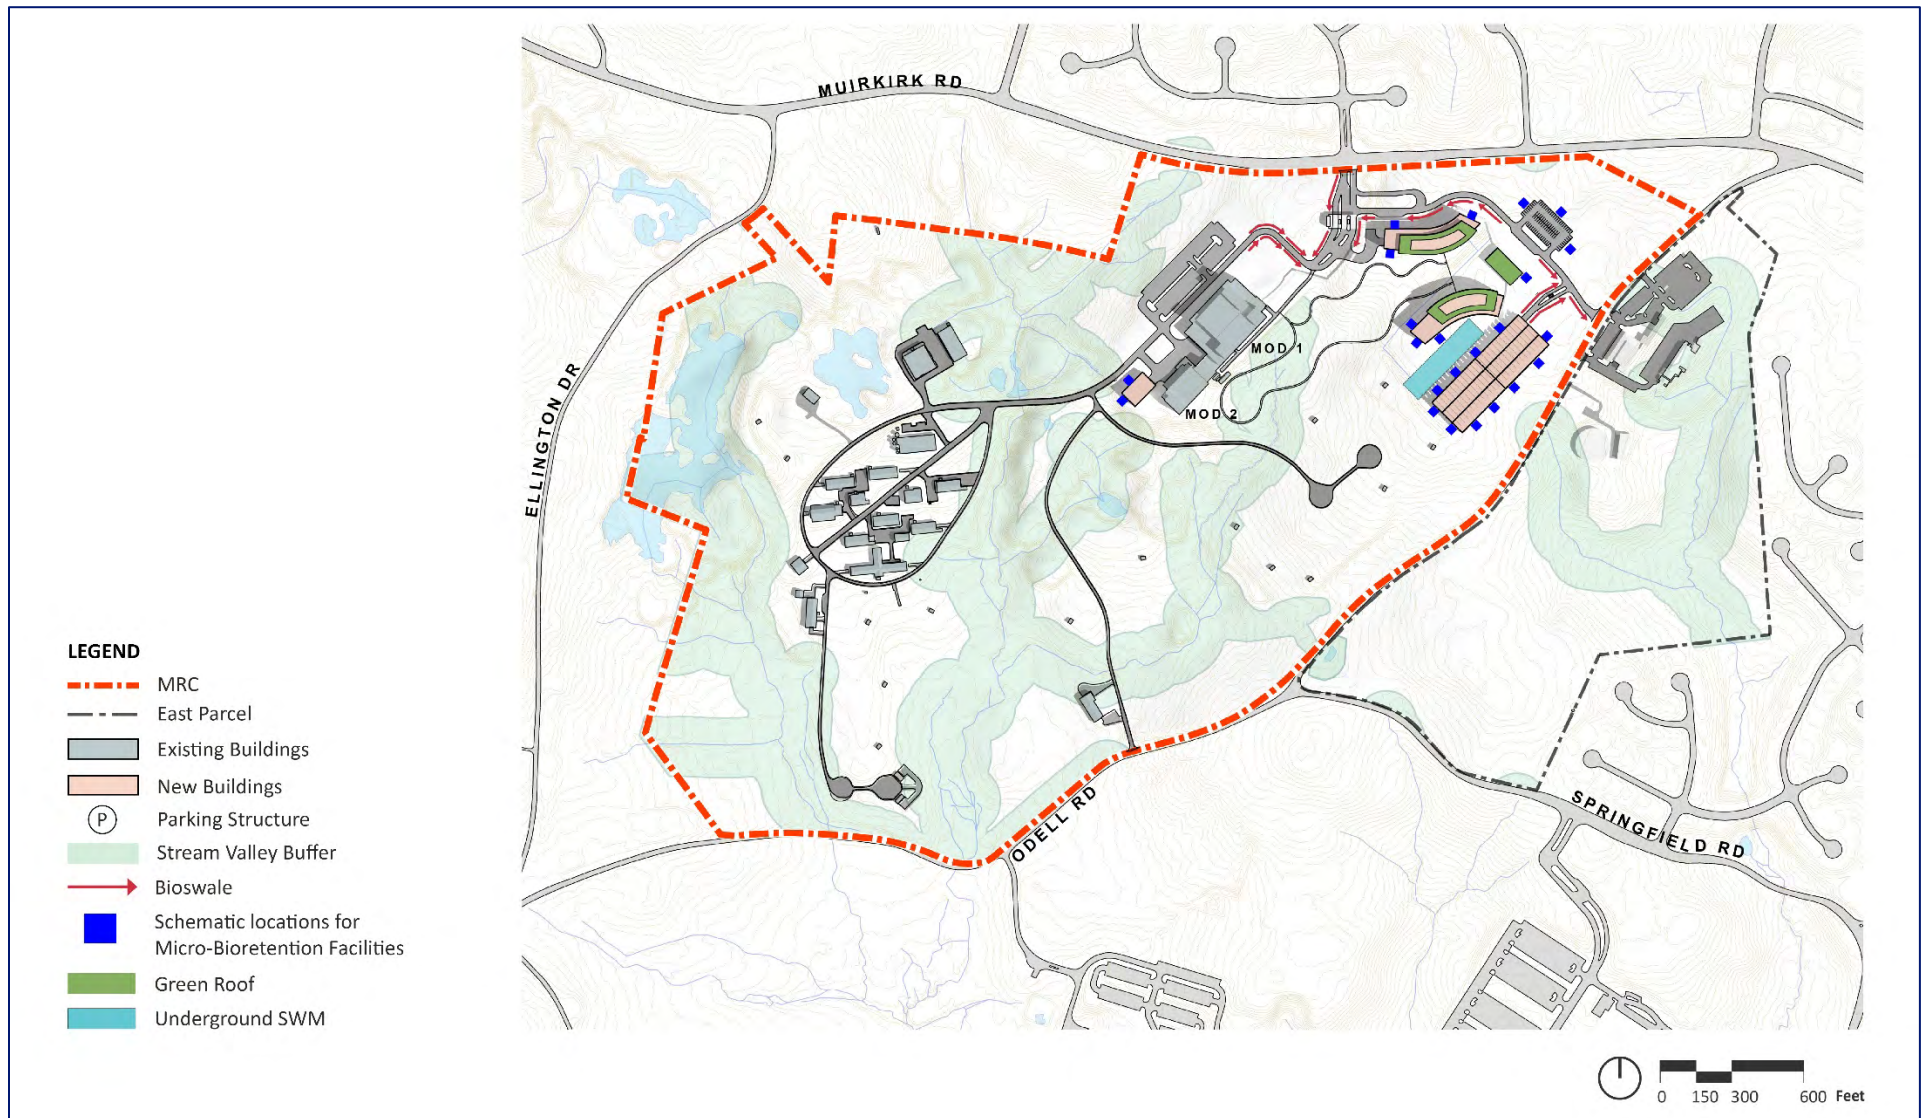 MUIRKIRK RD
ELLINGTON DR
MOD 1
MOD 2
ODELL RD
SPRINGFIELD RD
LEGEND
MRC
East Parcel
Existing Buildings
New Buildings
P
Parking Structure
Stream Valley Buffer
Bioswale
Schematic locations for
Micro-Bioretention Facilities
Green Roof
Underground SWM
0 150 300 600 Feet